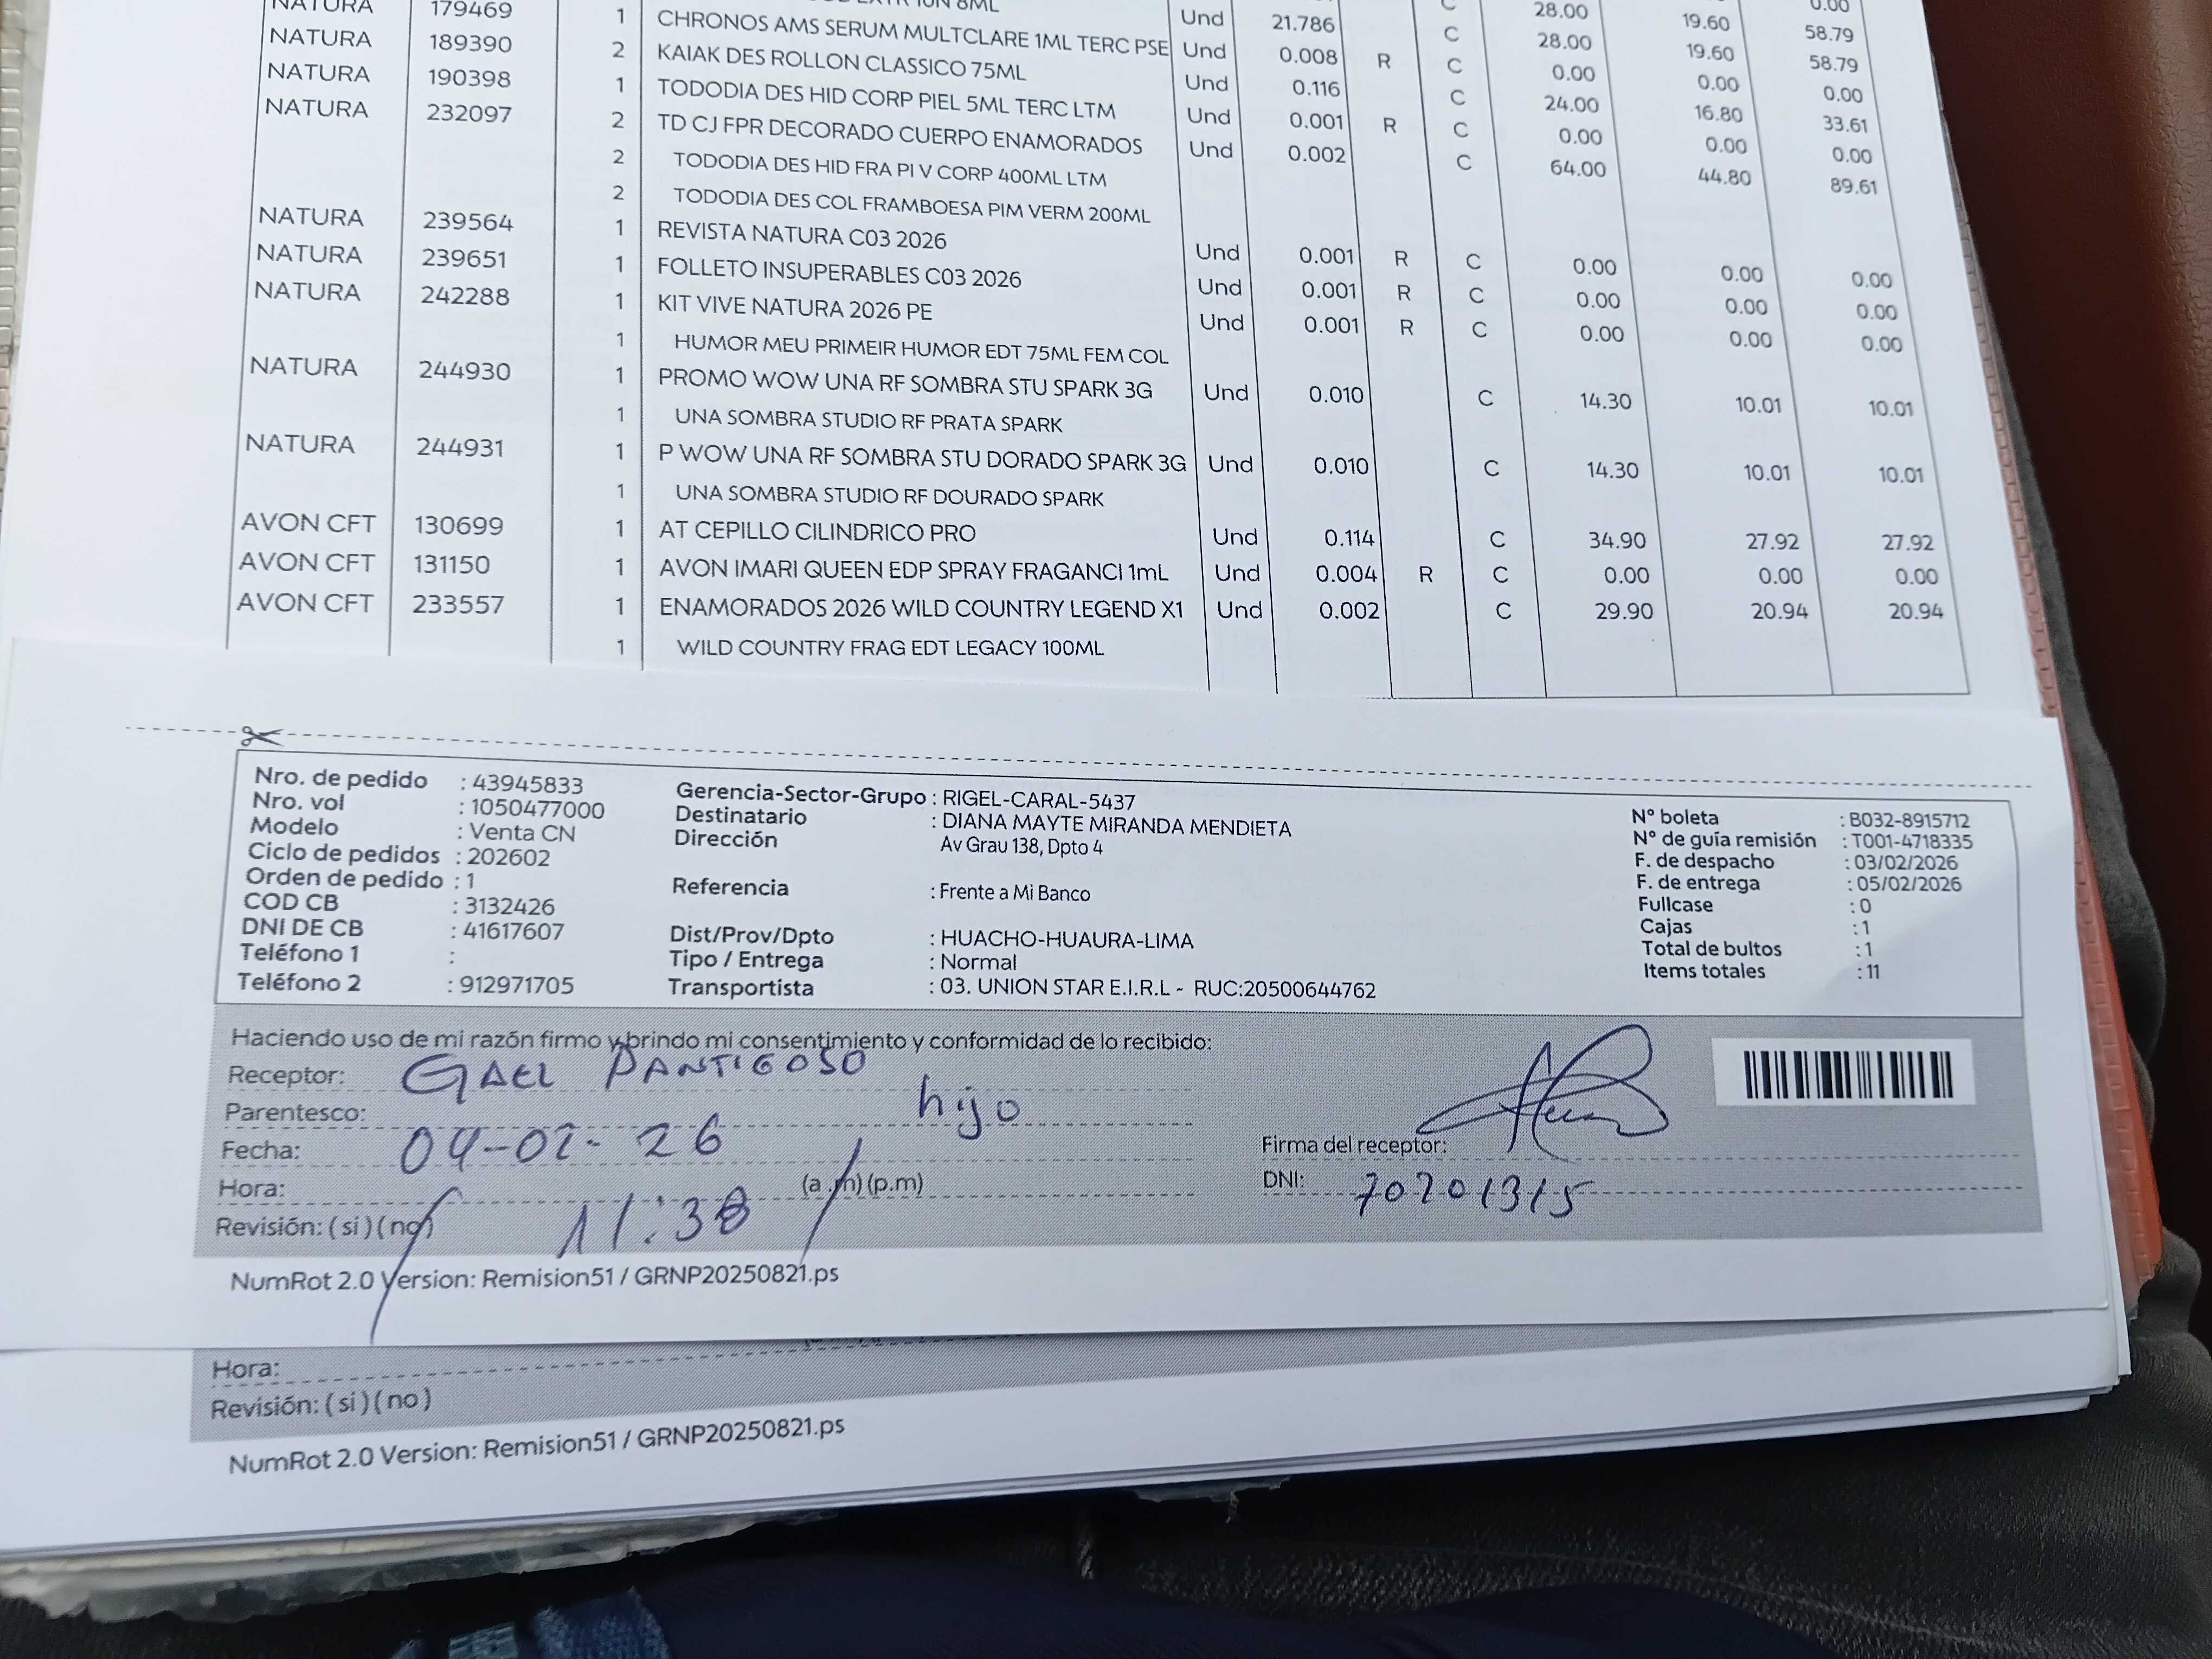 NATURA 179469 1 CHRONOS AMS SERUM MULTCLARE 1ML TERC PSE Und 21.786 C 28.00 19.60 58.79
NATURA 189390 2 KAIAK DES ROLLON CLASSICO 75ML Und 0.008 R C 28.00 19.60 58.79
NATURA 190398 1 TODODIA DES HID CORP PIEL 5ML TERC LTM Und 0.116 C 0.00 0.00 0.00
NATURA 232097 2 TD CJ FPR DECORADO CUERPO ENAMORADOS Und 0.001 R C 24.00 16.80 33.61
2 TODODIA DES HID FRA PI V CORP 400ML LTM Und 0.002 C 0.00 0.00 0.00
2 TODODIA DES COL FRAMBOESA PIM VERM 200ML C 64.00 44.80 89.61
NATURA 239564 1 REVISTA NATURA C03 2026 Und 0.001 R C 0.00 0.00 0.00
NATURA 239651 1 FOLLETO INSUPERABLES C03 2026 Und 0.001 R C 0.00 0.00 0.00
NATURA 242288 1 KIT VIVE NATURA 2026 PE Und 0.001 R C 0.00 0.00 0.00
1 HUMOR MEU PRIMEIR HUMOR EDT 75ML FEM COL
NATURA 244930 1 PROMO WOW UNA RF SOMBRA STU SPARK 3G Und 0.010 C 14.30 10.01 10.01
1 UNA SOMBRA STUDIO RF PRATA SPARK
NATURA 244931 1 P WOW UNA RF SOMBRA STU DORADO SPARK 3G Und 0.010 C 14.30 10.01 10.01
1 UNA SOMBRA STUDIO RF DOURADO SPARK
AVON CFT 130699 1 AT CEPILLO CILINDRICO PRO Und 0.114 C 34.90 27.92 27.92
AVON CFT 131150 1 AVON IMARI QUEEN EDP SPRAY FRAGANCI 1mL Und 0.004 R C 0.00 0.00 0.00
AVON CFT 233557 1 ENAMORADOS 2026 WILD COUNTRY LEGEND X1 Und 0.002 C 29.90 20.94 20.94
1 WILD COUNTRY FRAG EDT LEGACY 100ML
Nro. de pedido : 43945833
Nro. vol : 1050477000
Modelo : Venta CN
Ciclo de pedidos : 202602
Orden de pedido : 1
COD CB : 3132426
DNI DE CB : 41617607
Teléfono 1 :
Teléfono 2 : 912971705
Gerencia-Sector-Grupo : RIGEL-CARAL-5437
Destinatario : DIANA MAYTE MIRANDA MENDIETA
Dirección Av Grau 138, Dpto 4
Referencia : Frente a Mi Banco
Dist/Prov/Dpto : HUACHO-HUAURA-LIMA
Tipo / Entrega : Normal
Transportista : 03. UNION STAR E.I.R.L - RUC:20500644762
N° boleta : B032-8915712
N° de guía remisión : T001-4718335
F. de despacho : 03/02/2026
F. de entrega : 05/02/2026
Fullcase : 0
Cajas : 1
Total de bultos : 1
Items totales : 11
Haciendo uso de mi razón firmo y brindo mi consentimiento y conformidad de lo recibido:
Receptor: GAEL PANTIGOSO
Parentesco: hijo
Fecha: 04-02-26
Hora: 11:38 (a.m) (p.m)
Revisión: (si) (no)
Firma del receptor:
DNI: 70201315
NumRot 2.0 Version: Remision51 / GRNP20250821.ps
Hora:
Revisión: (si) (no)
NumRot 2.0 Version: Remision51 / GRNP20250821.ps